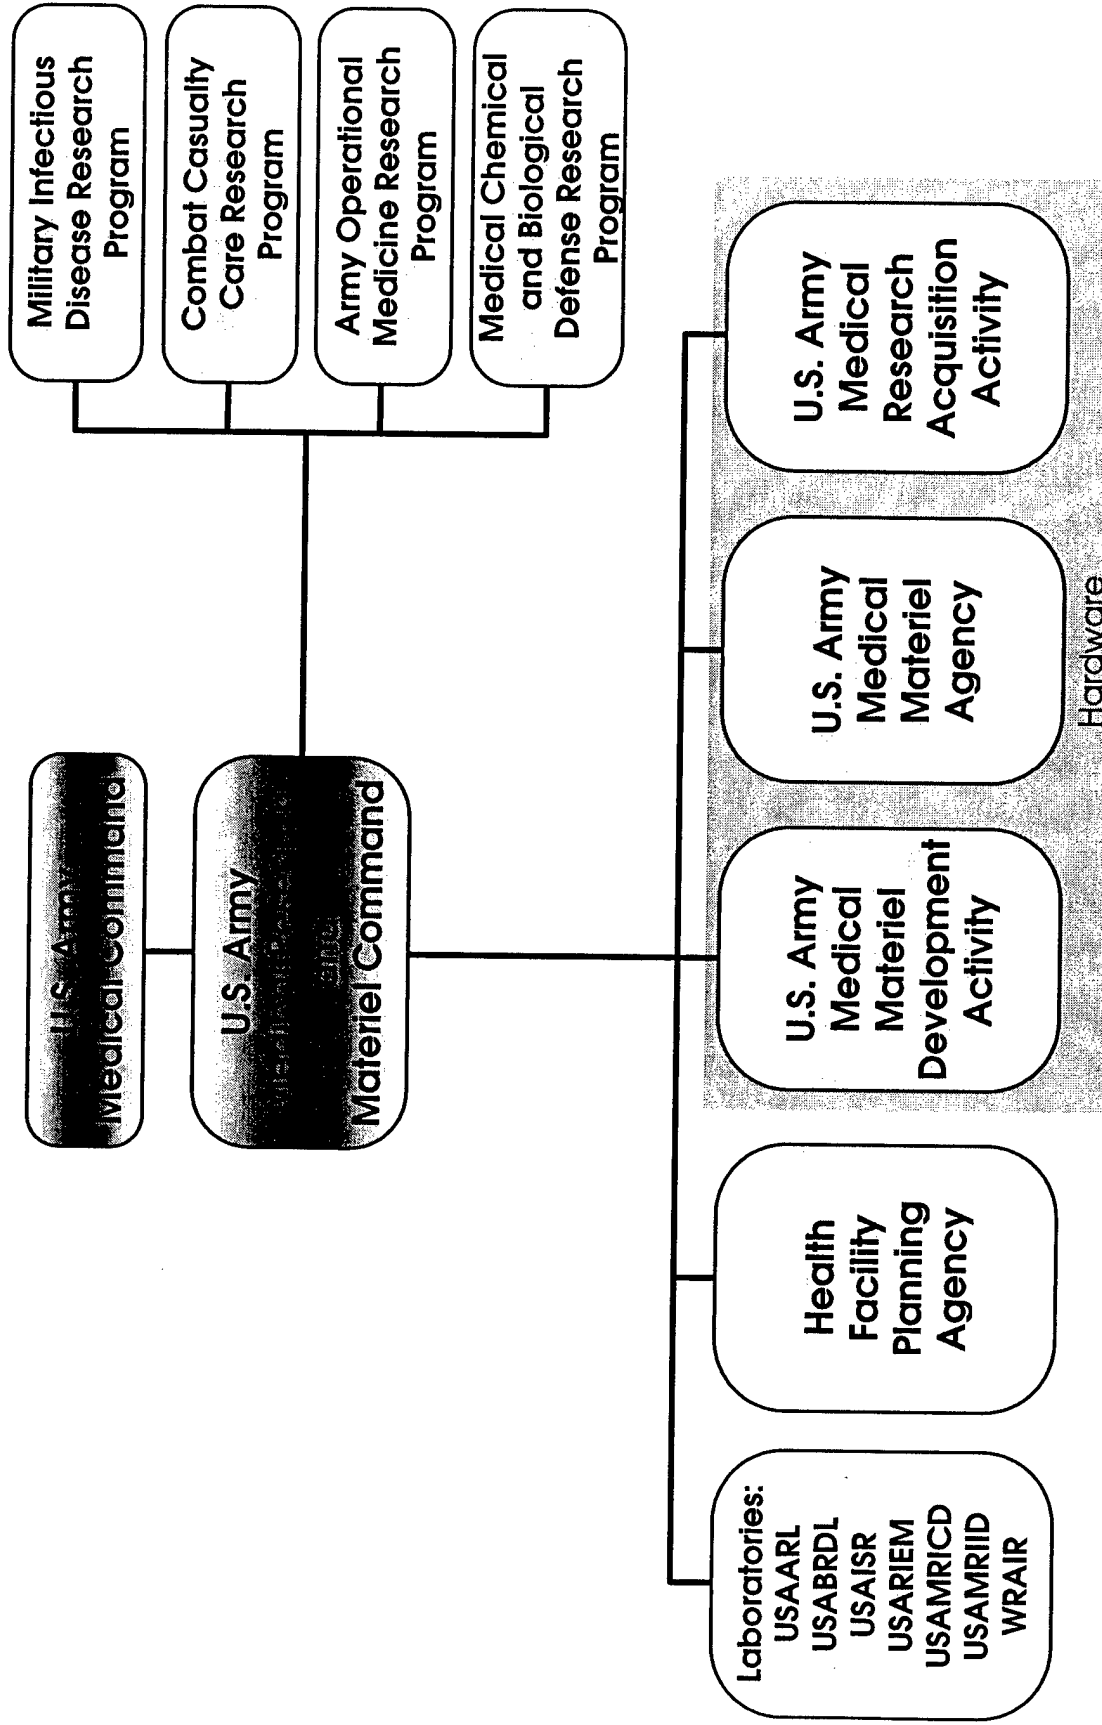 U.S. Army
Medical Command
U.S. Army
Medical Research
and
Materiel Command
Military Infectious
Disease Research
Program
Combat Casualty
Care Research
Program
Army Operational
Medicine Research
Program
Medical Chemical
and Biological
Defense Research
Program
Laboratories:
USAARL
USABRDL
USAISR
USARIEM
USAMRICD
USAMRIID
WRAIR
Health
Facility
Planning
Agency
U.S. Army
Medical
Materiel
Development
Activity
U.S. Army
Medical
Materiel
Agency
U.S. Army
Medical
Research
Acquisition
Activity
Hardware